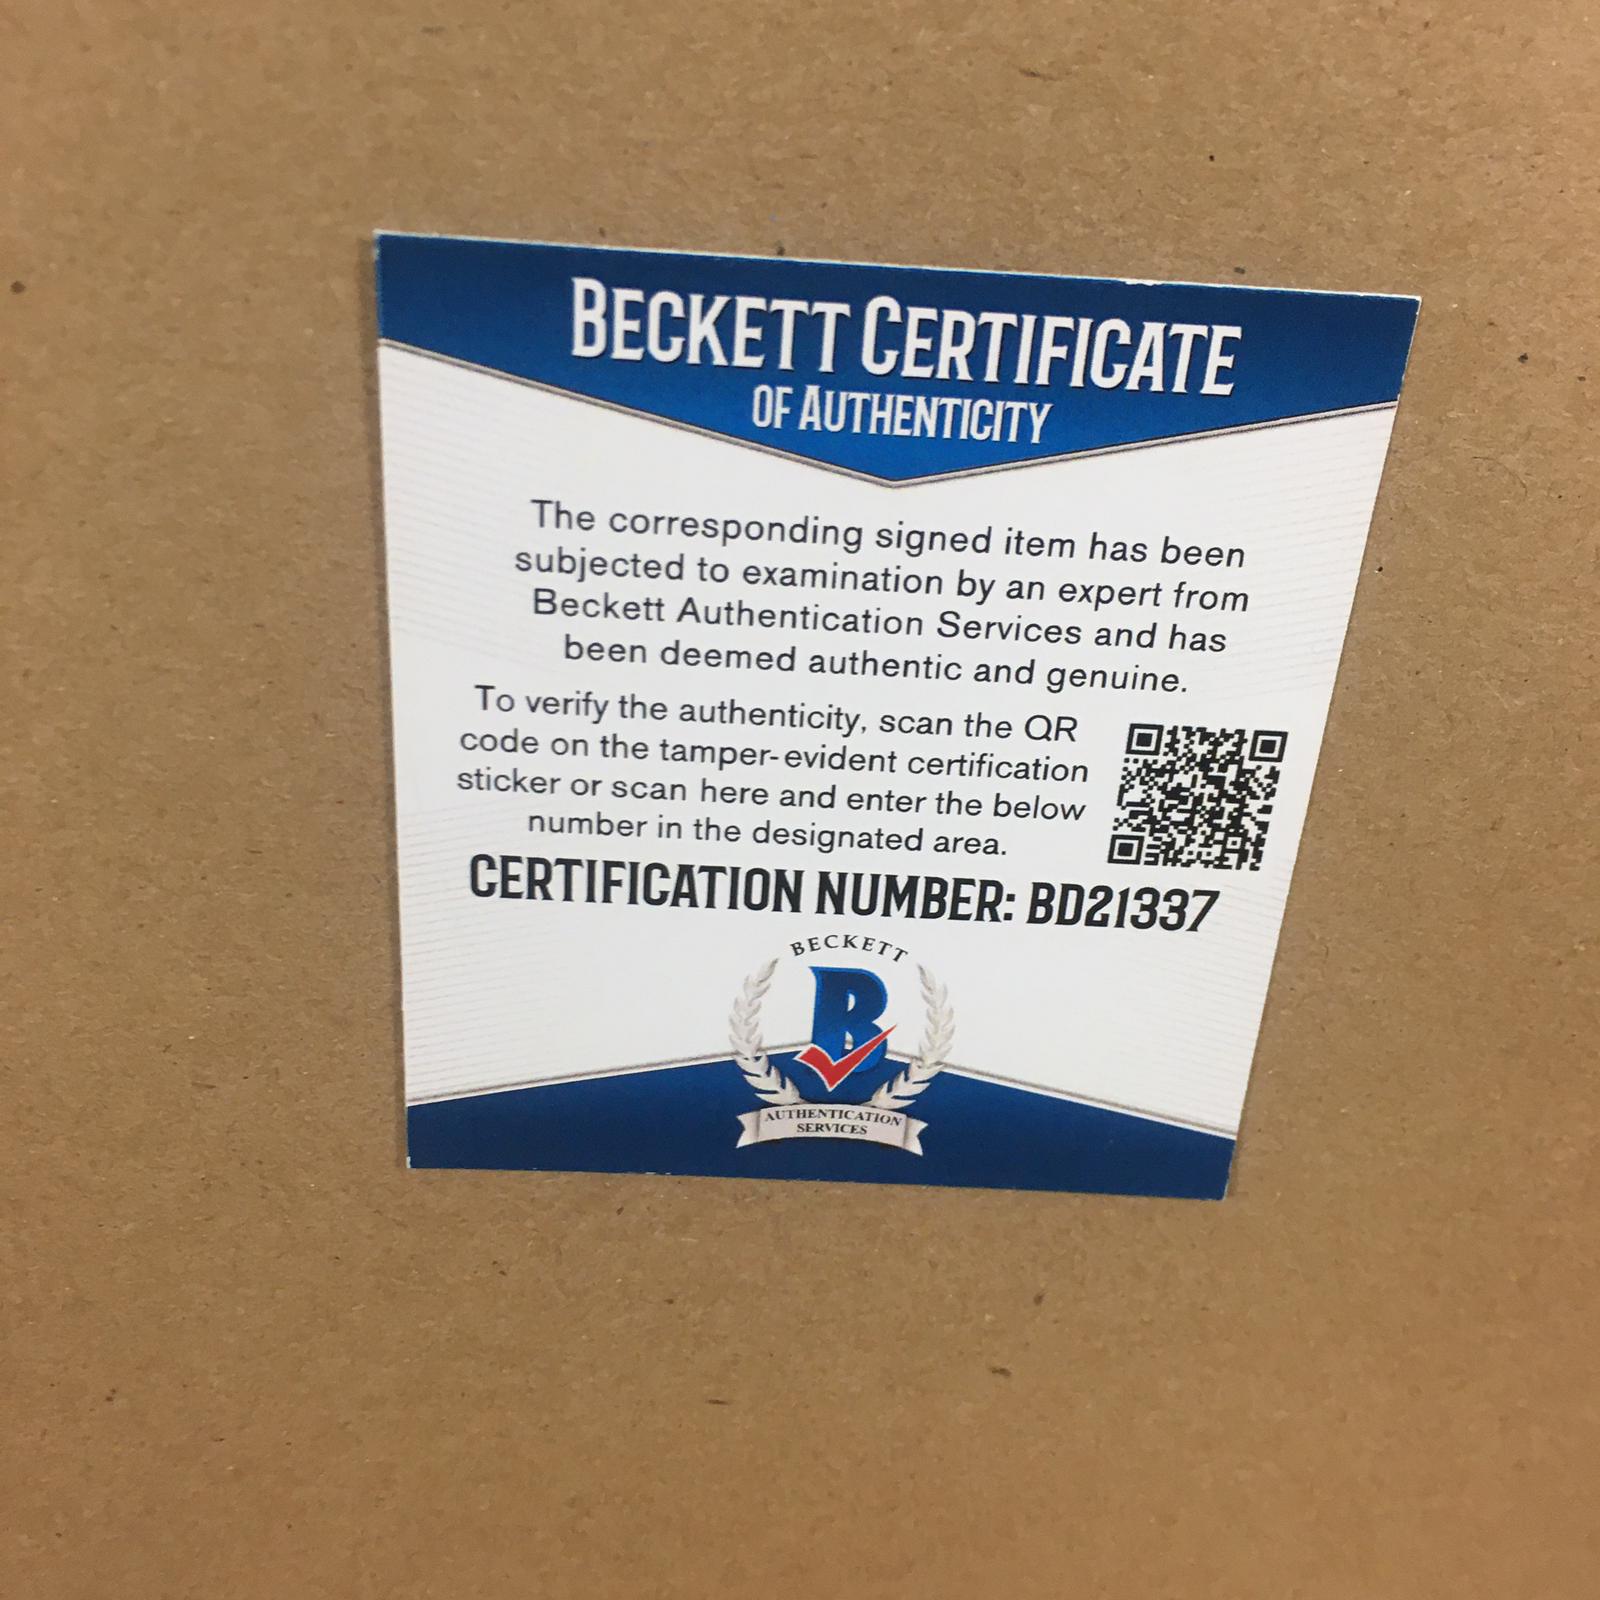 BECKETT CERTIFICATE
OF AUTHENTICITY
The corresponding signed item has been
subjected to examination by an expert from
Beckett Authentication Services and has
been deemed authentic and genuine.
To verify the authenticity, scan the QR
code on the tamper-evident certification
sticker or scan here and enter the below
number in the designated area.
CERTIFICATION NUMBER: BD21337
BECKETT
B
AUTHENTICATION
SERVICES